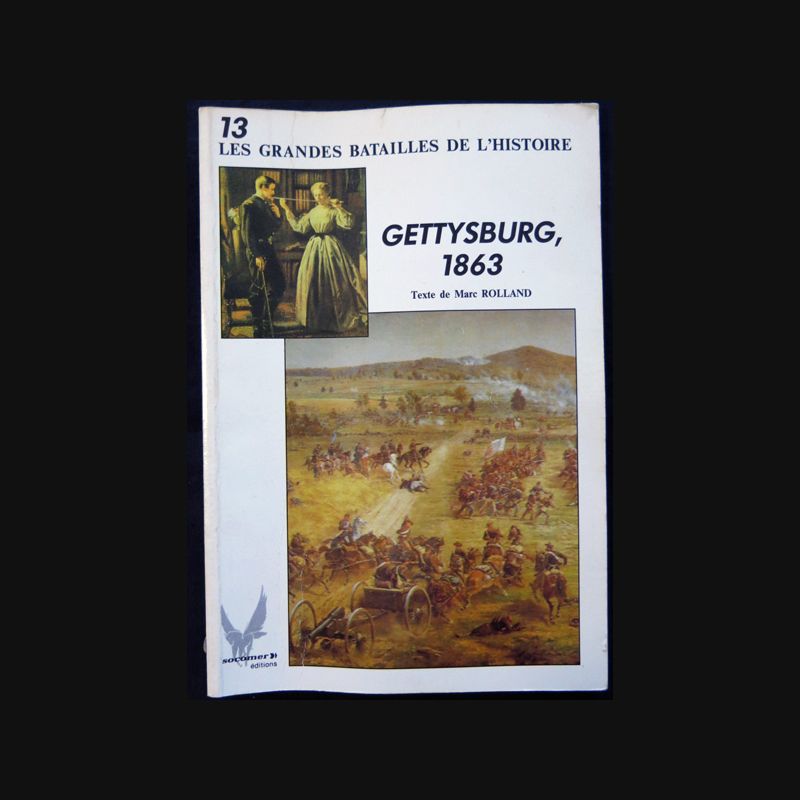 13
LES GRANDES BATAILLES DE L'HISTOIRE
GETTYSBURG,
1863
Texte de Marc ROLLAND
socomer
éditions